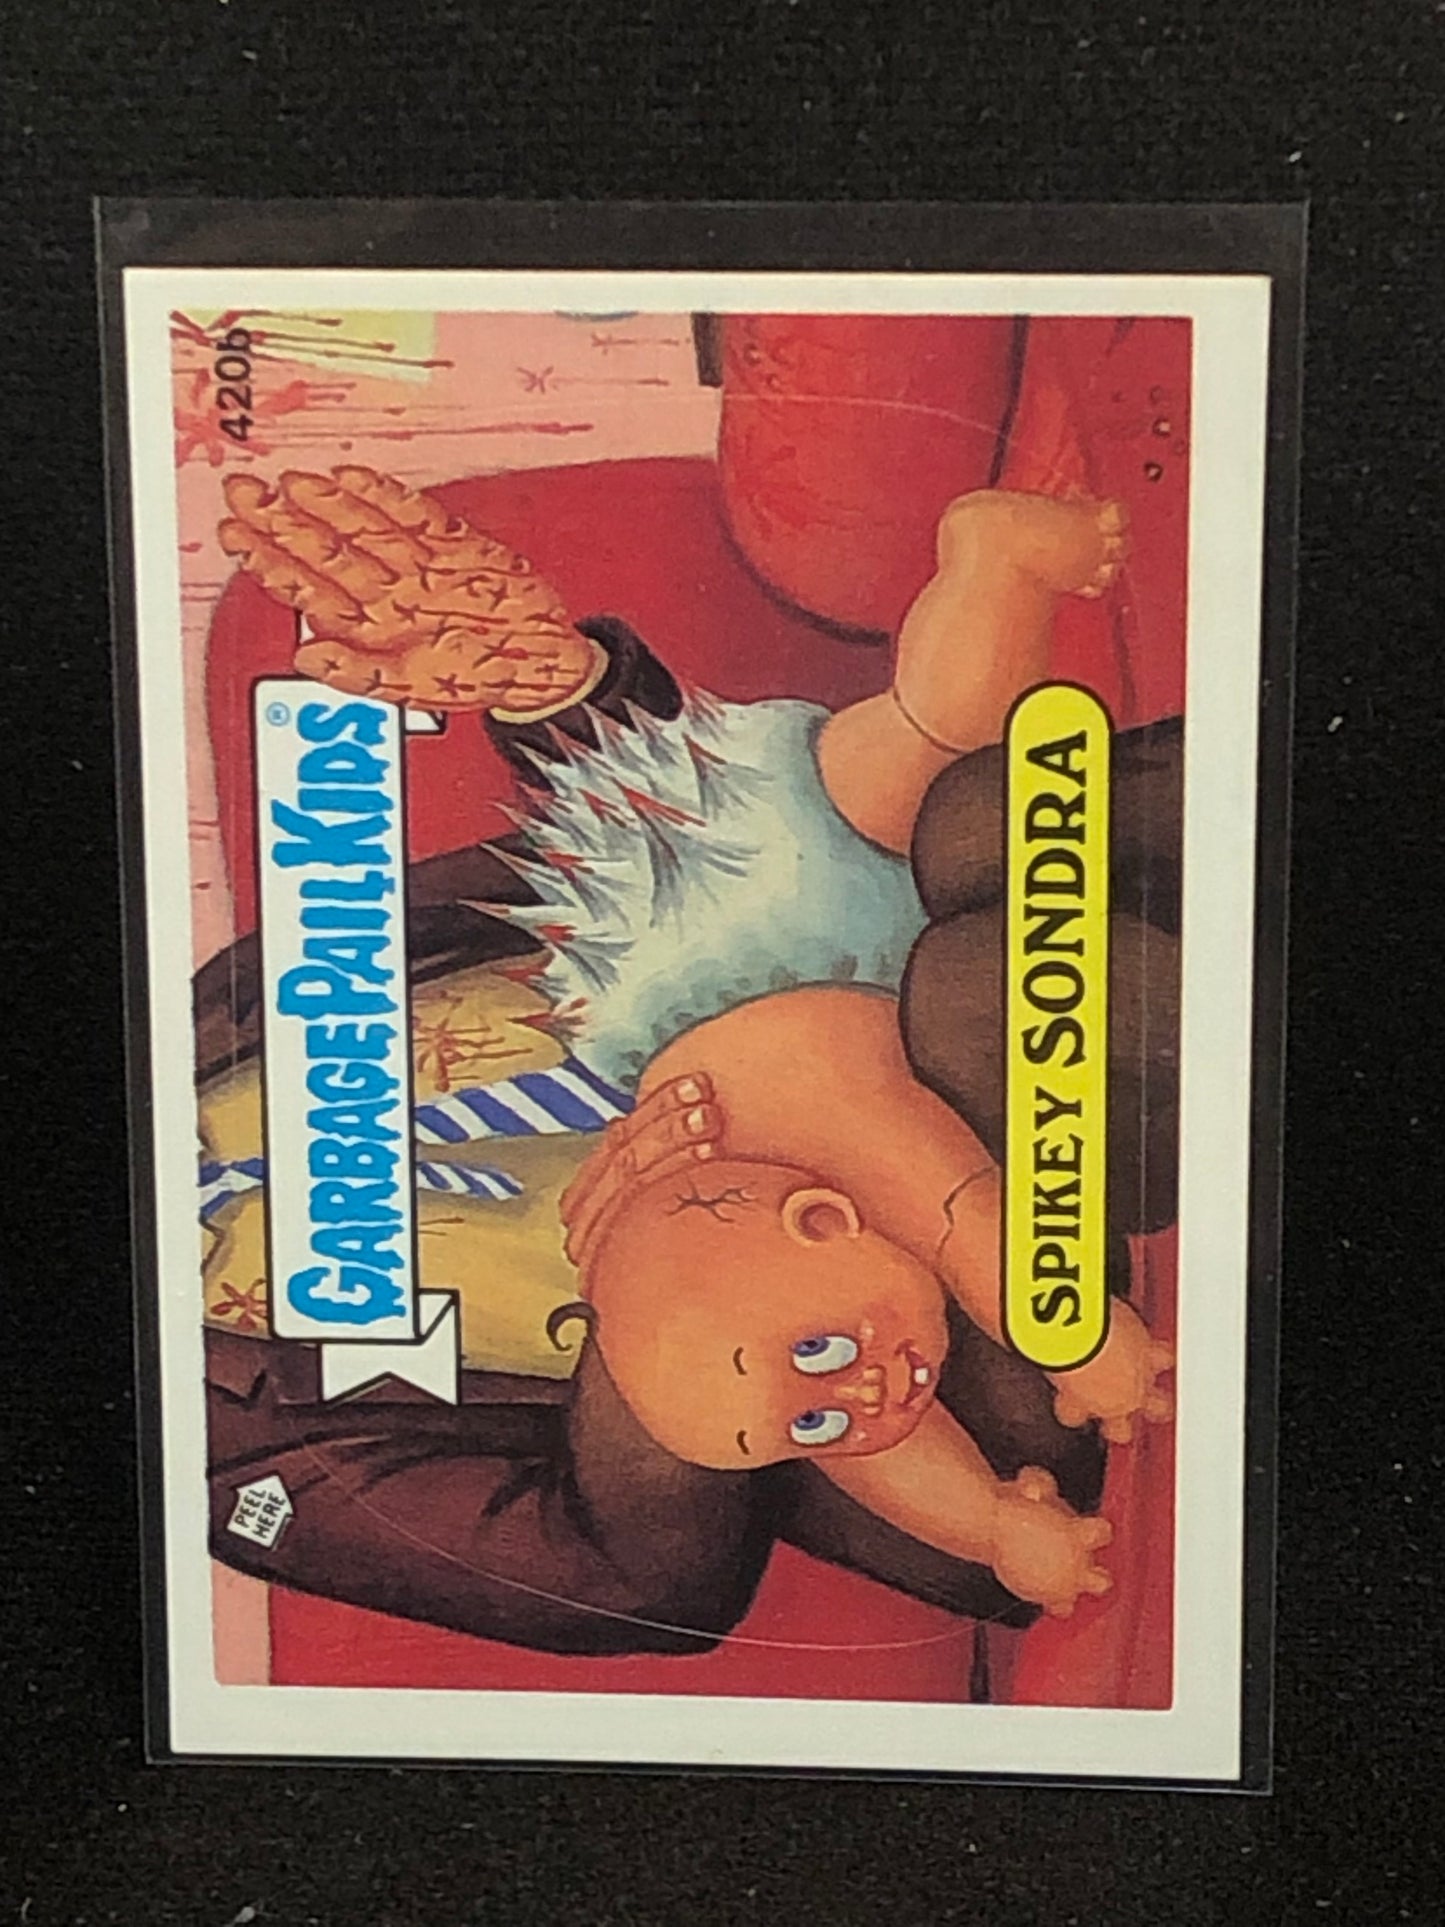 420b
GARBAGE PAIL KIDS®
PEEL
HERE
SPIKEY SONDRA